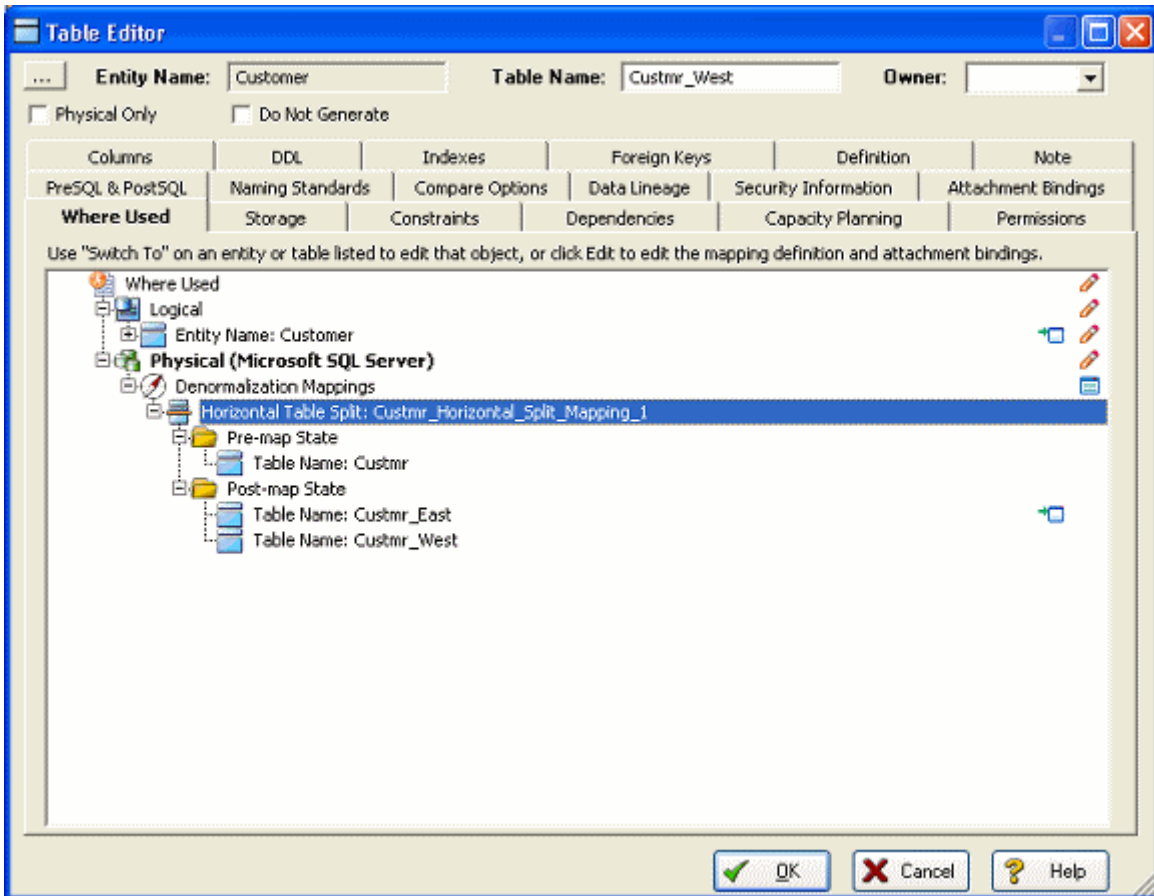 Table Editor
... Entity Name: Customer Table Name: Custmr_West Owner:
Physical Only Do Not Generate
Columns DDL Indexes Foreign Keys Definition Note
PreSQL & PostSQL Naming Standards Compare Options Data Lineage Security Information Attachment Bindings
Where Used Storage Constraints Dependencies Capacity Planning Permissions
Use "Switch To" on an entity or table listed to edit that object, or click Edit to edit the mapping definition and attachment bindings.
Where Used
Logical
Entity Name: Customer
Physical (Microsoft SQL Server)
Denormalization Mappings
Horizontal Table Split: Custmr_Horizontal_Split_Mapping_1
Pre-map State
Table Name: Custmr
Post-map State
Table Name: Custmr_East
Table Name: Custmr_West
OK Cancel Help